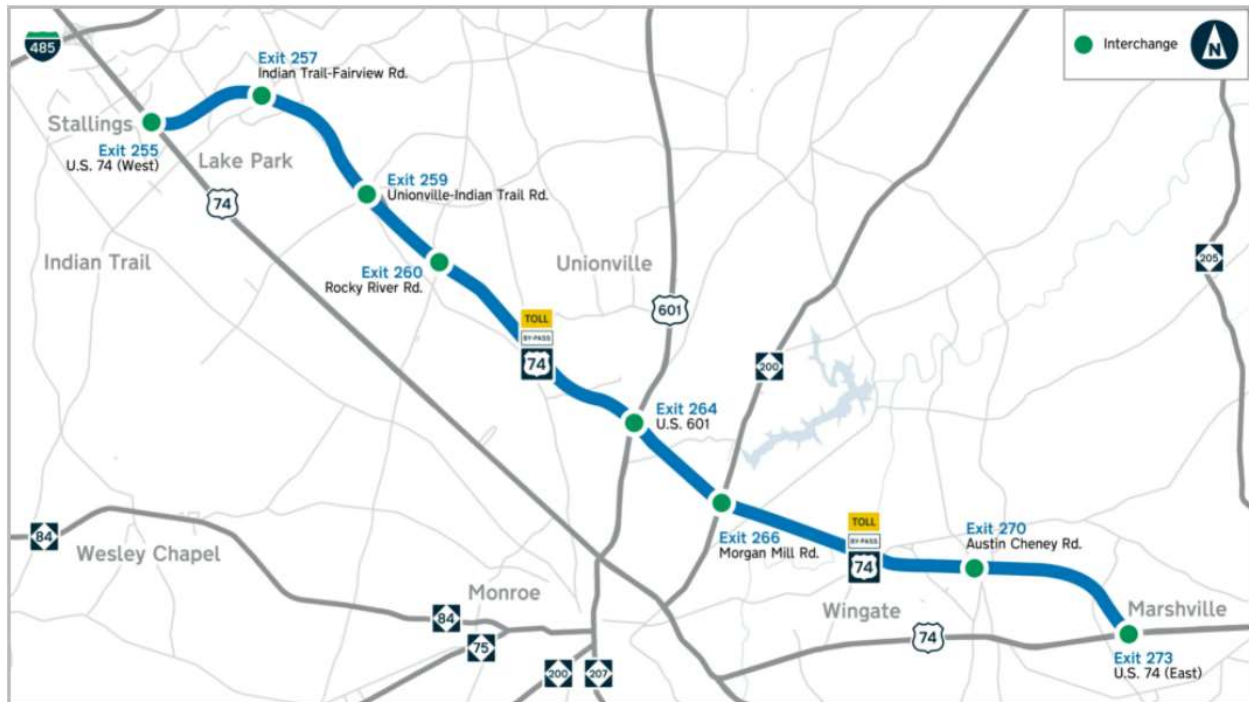 485
Interchange
N
Exit 257
Indian Trail-Fairview Rd.
Stallings
Exit 255
U.S. 74 (West)
Lake Park
74
Exit 259
Unionville-Indian Trail Rd.
Indian Trail
Exit 260
Rocky River Rd.
Unionville
205
601
TOLL
BY-PASS
74
200
Exit 264
U.S. 601
84
Wesley Chapel
Exit 266
Morgan Mill Rd.
TOLL
BY-PASS
74
Exit 270
Austin Cheney Rd.
Monroe
84
75
Wingate
74
Marshville
200
207
Exit 273
U.S. 74 (East)